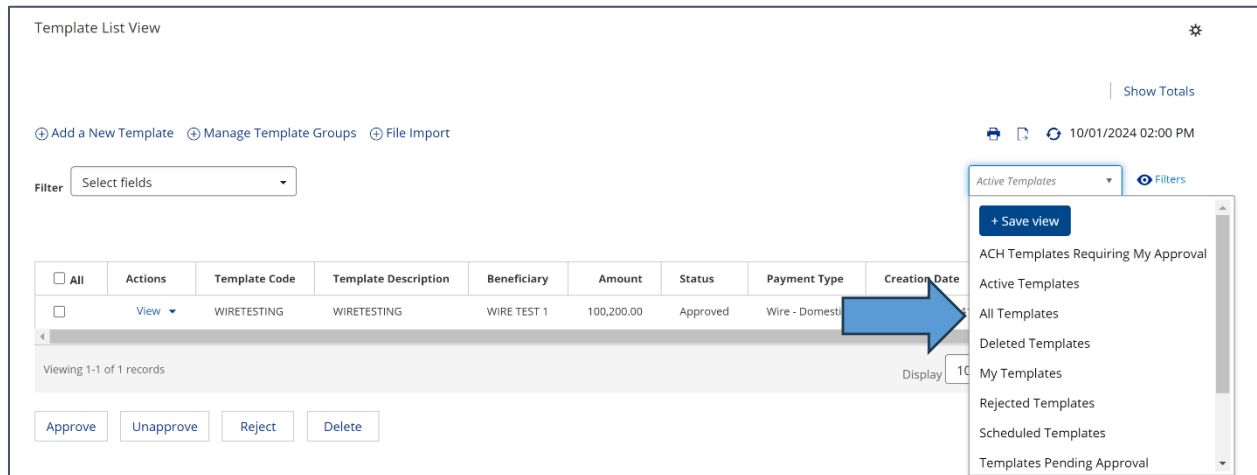 Template List View
Show Totals
Add a New Template Manage Template Groups File Import 10/01/2024 02:00 PM
Filter Select fields Active Templates Filters
+ Save view
ACH Templates Requiring My Approval
Active Templates
All Templates
Deleted Templates
My Templates
Rejected Templates
Scheduled Templates
Templates Pending Approval
All Actions Template Code Template Description Beneficiary Amount Status Payment Type Creation Date
View WIRETESTING WIRETESTING WIRE TEST 1 100,200.00 Approved Wire - Domesti
Viewing 1-1 of 1 records Display 10
Approve Unapprove Reject Delete